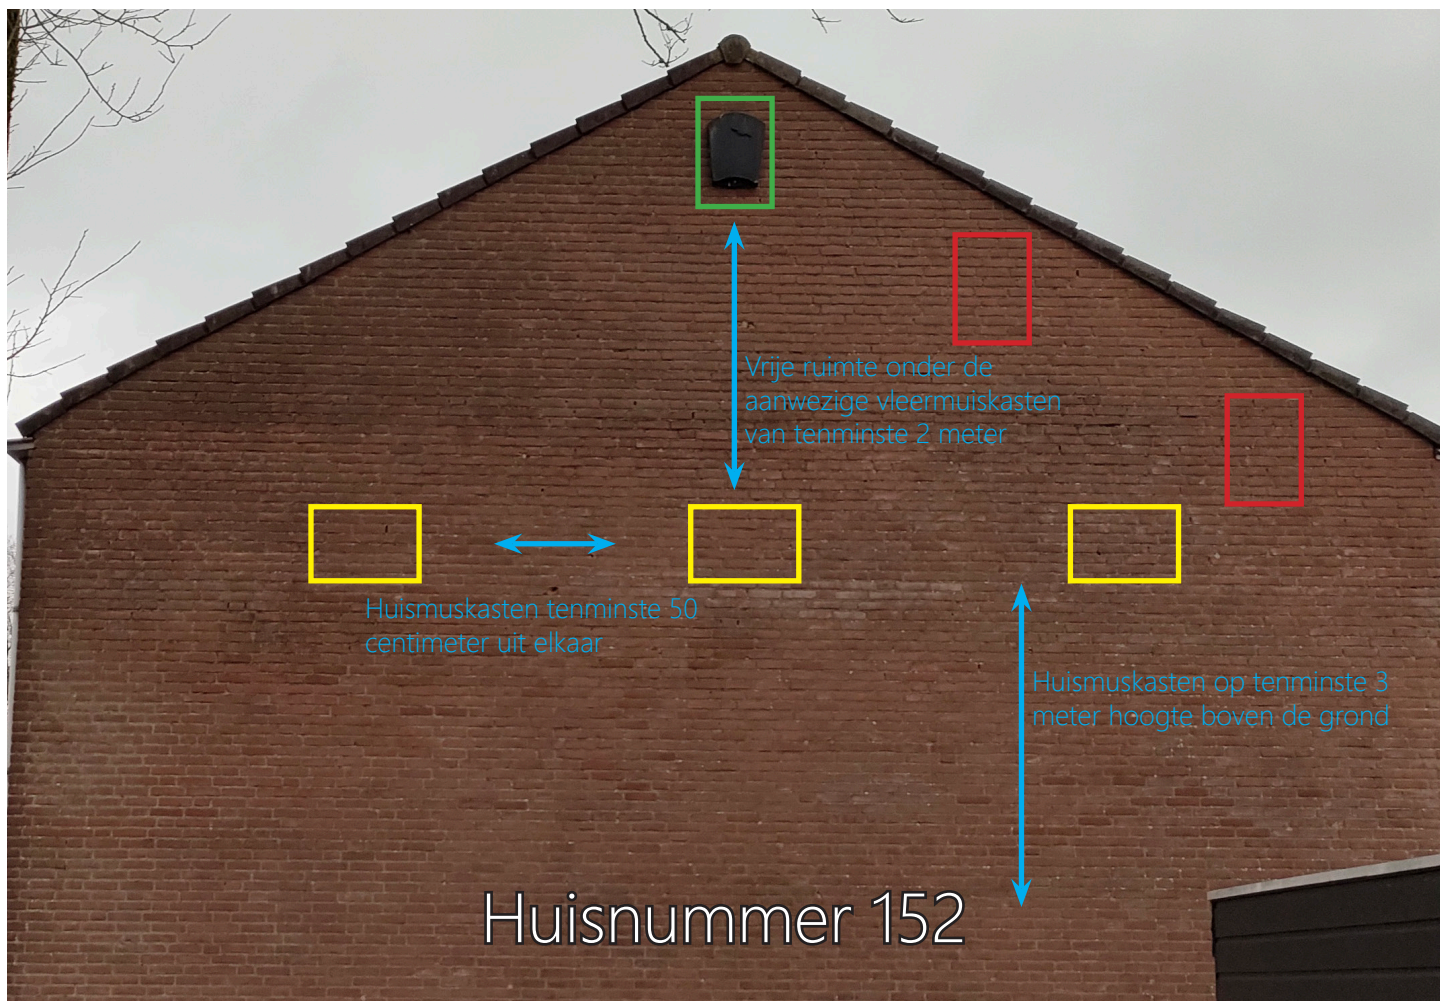 Vrije ruimte onder de
aanwezige vleermuiskasten
van tenminste 2 meter
Huismuskasten tenminste 50
centimeter uit elkaar
Huismuskasten op tenminste 3
meter hoogte boven de grond
Huisnummer 152